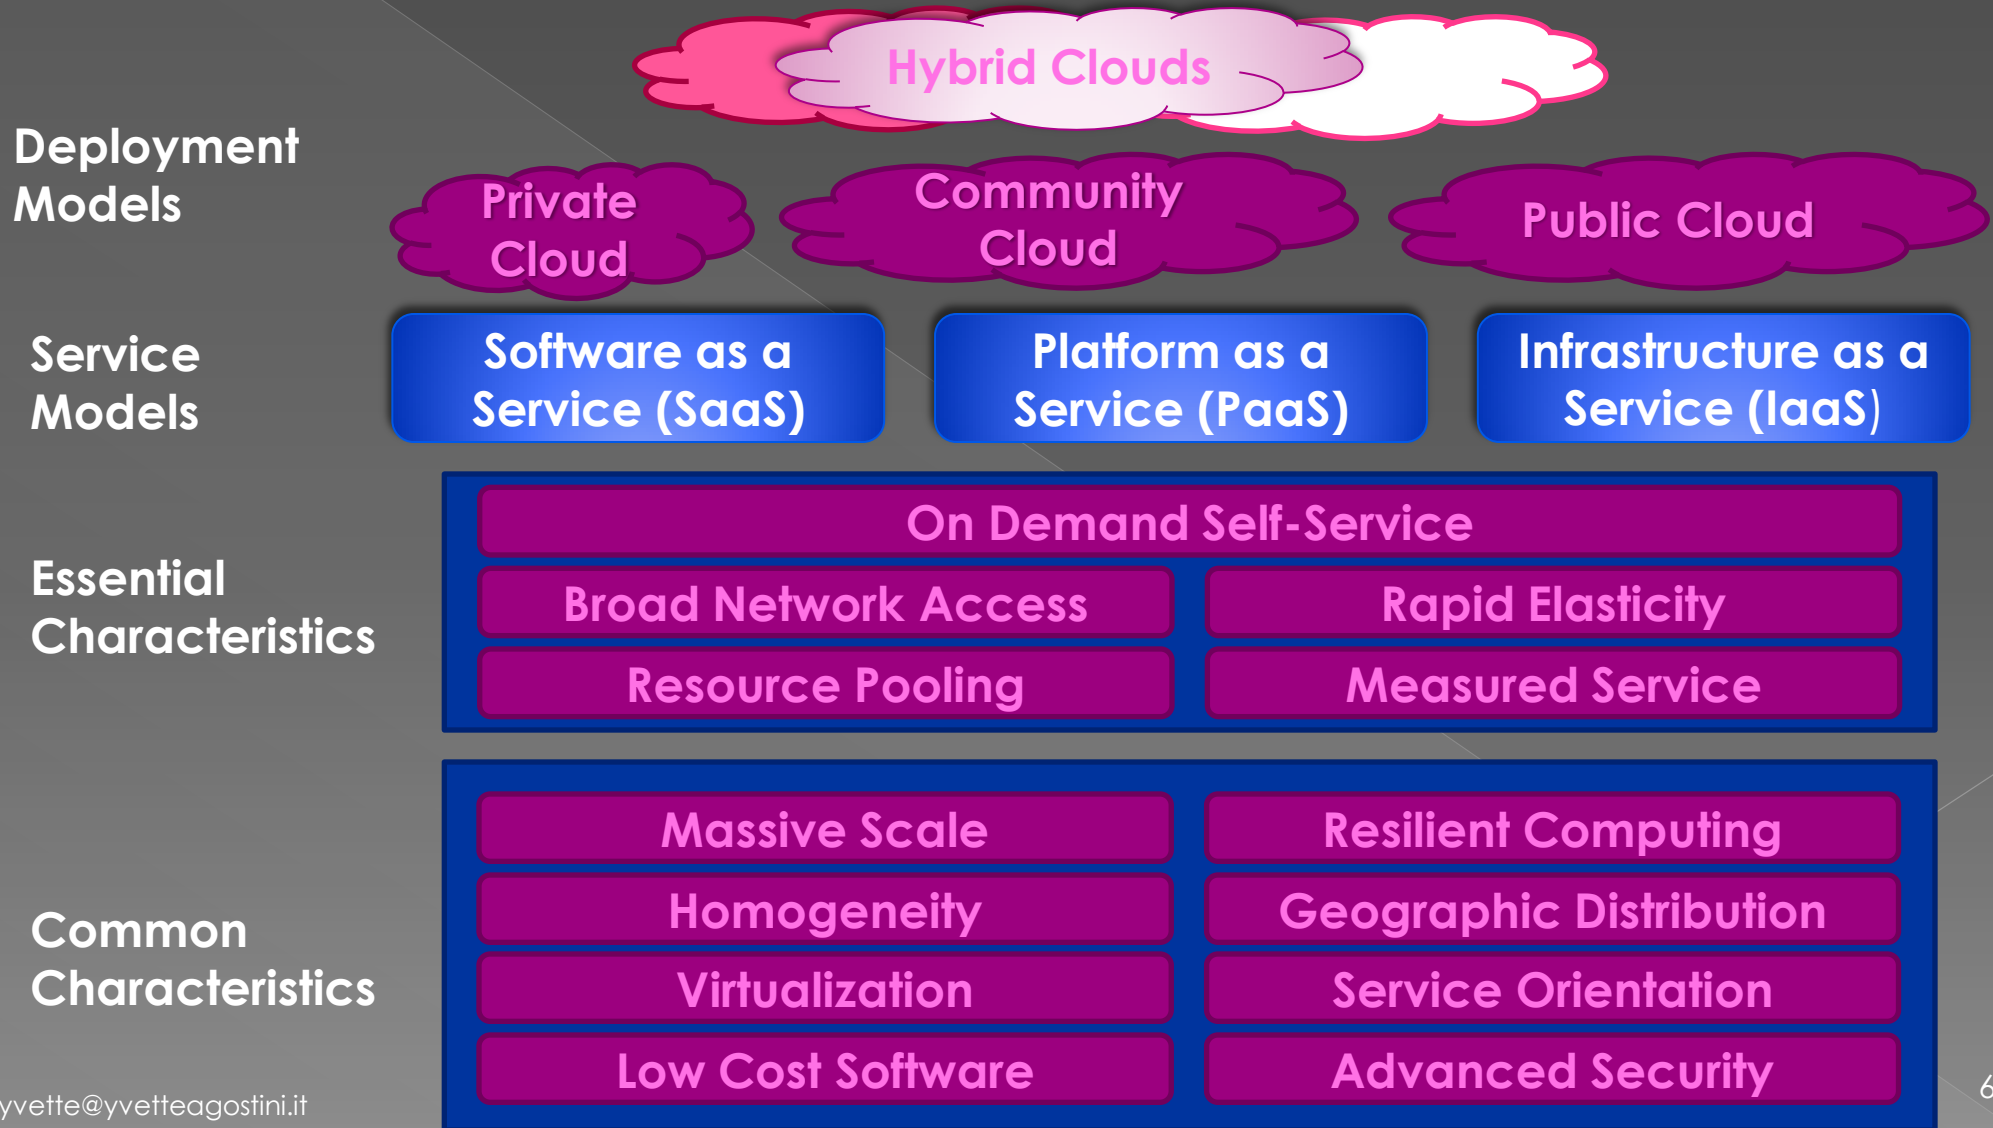 Hybrid Clouds
Deployment
Models
Private
Cloud
Community
Cloud
Public Cloud
Service
Models
Software as a
Service (SaaS)
Platform as a
Service (PaaS)
Infrastructure as a
Service (IaaS)
Essential
Characteristics
On Demand Self-Service
Broad Network Access
Rapid Elasticity
Resource Pooling
Measured Service
Common
Characteristics
Massive Scale
Resilient Computing
Homogeneity
Geographic Distribution
Virtualization
Service Orientation
Low Cost Software
Advanced Security
yvette@yvetteagostini.it
6